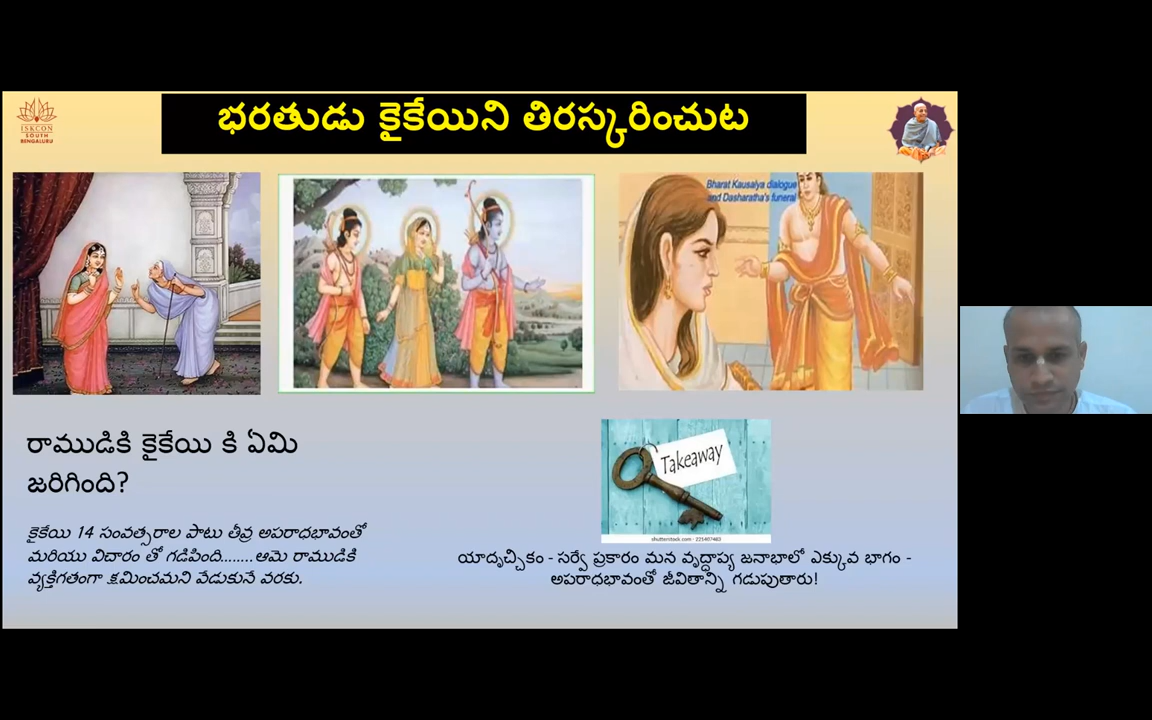 భరతుడు కైకేయిని తిరస్కరించుట
ISKCON
SOUTH
BENGALURU
Bharat Kausalya dialogue
and Dasharatha's funeral
రాముడికి కైకేయి కి ఏమి
జరిగింది?
Takeaway
shutterstock.com · 221407463
కైకేయి 14 సంవత్సరాల పాటు తీవ్ర అపరాధభావంతో
మరియు విచారం తో గడిపింది.......ఆమె రాముడికి
వ్యక్తిగతంగా క్షమించమని వేడుకునే వరకు.
యాదృచ్చికం - సర్వే ప్రకారం మన వృద్ధాప్య జనాభాలో ఎక్కువ భాగం -
అపరాధభావంతో జీవితాన్ని గడుపుతారు!